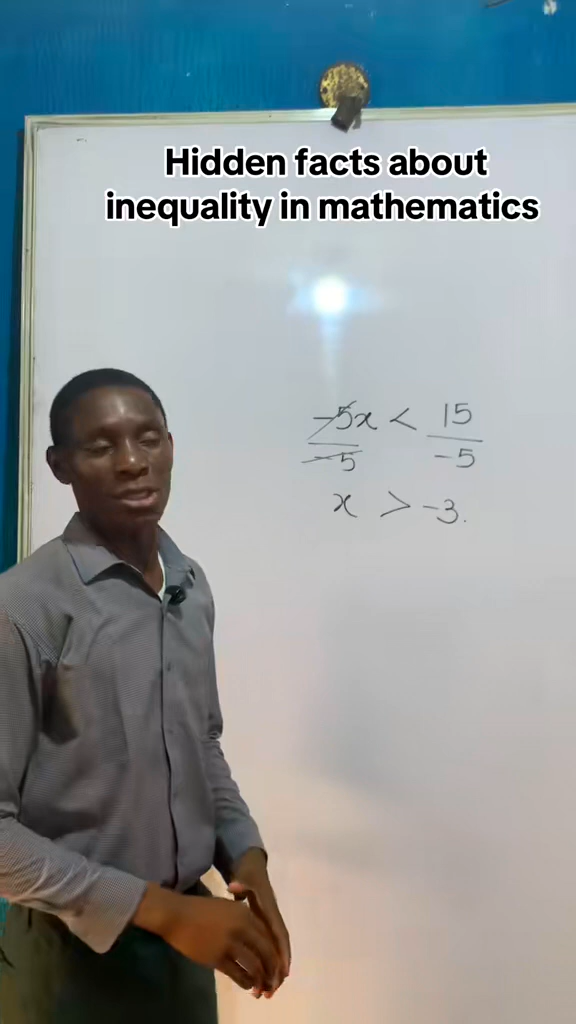 Hidden facts about
inequality in mathematics
-5x < 15
-5 -5
x > -3.